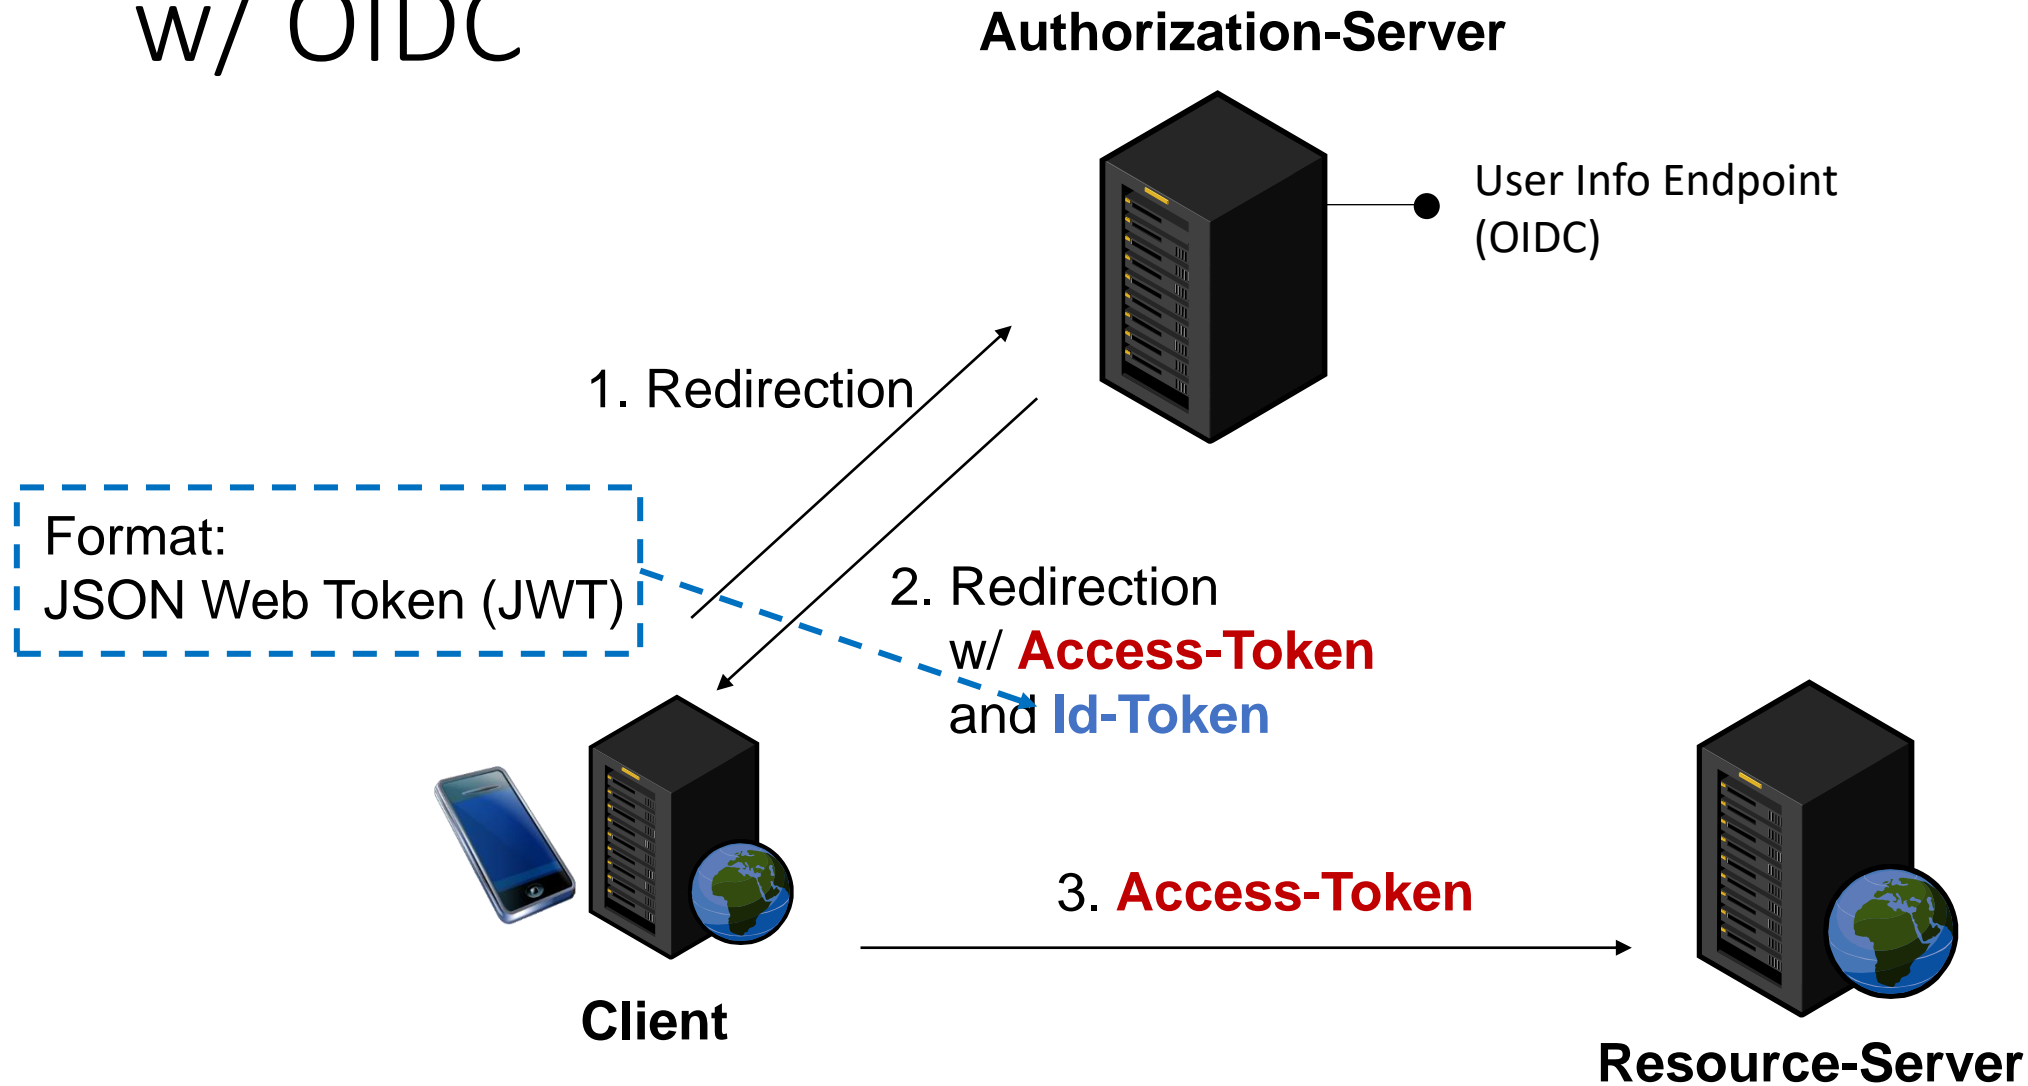 w/ OIDC
Authorization-Server
User Info Endpoint
(OIDC)
1. Redirection
Format:
JSON Web Token (JWT)
2. Redirection
w/ Access-Token
and Id-Token
3. Access-Token
Client
Resource-Server